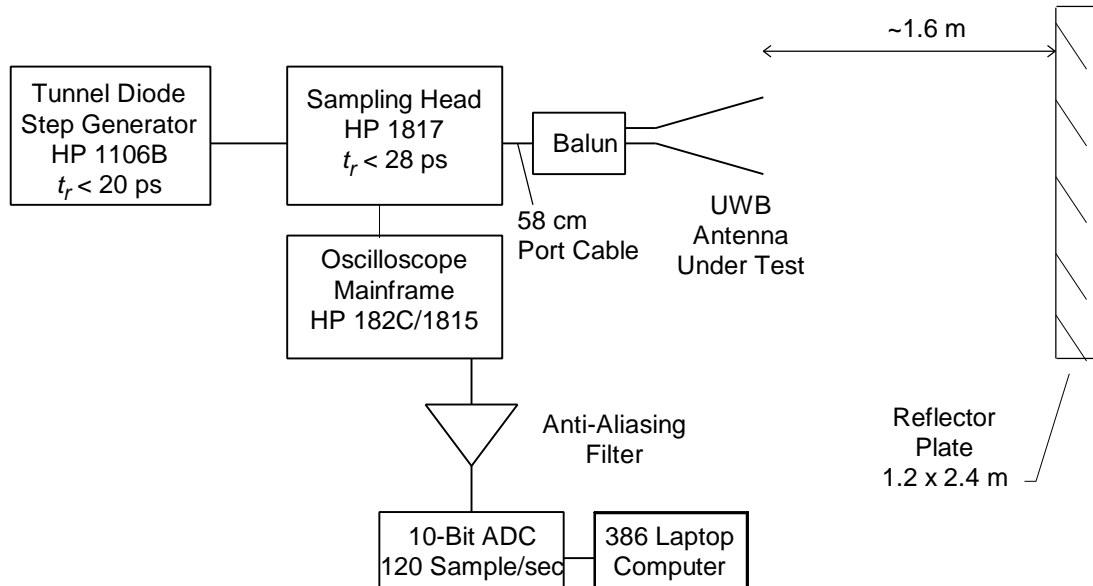 ~1.6 m
Tunnel Diode
Step Generator
HP 1106B
t_r < 20 ps
Sampling Head
HP 1817
t_r < 28 ps
Balun
58 cm
Port Cable
UWB
Antenna
Under Test
Oscilloscope
Mainframe
HP 182C/1815
Anti-Aliasing
Filter
Reflector
Plate
1.2 x 2.4 m
10-Bit ADC
120 Sample/sec
386 Laptop
Computer